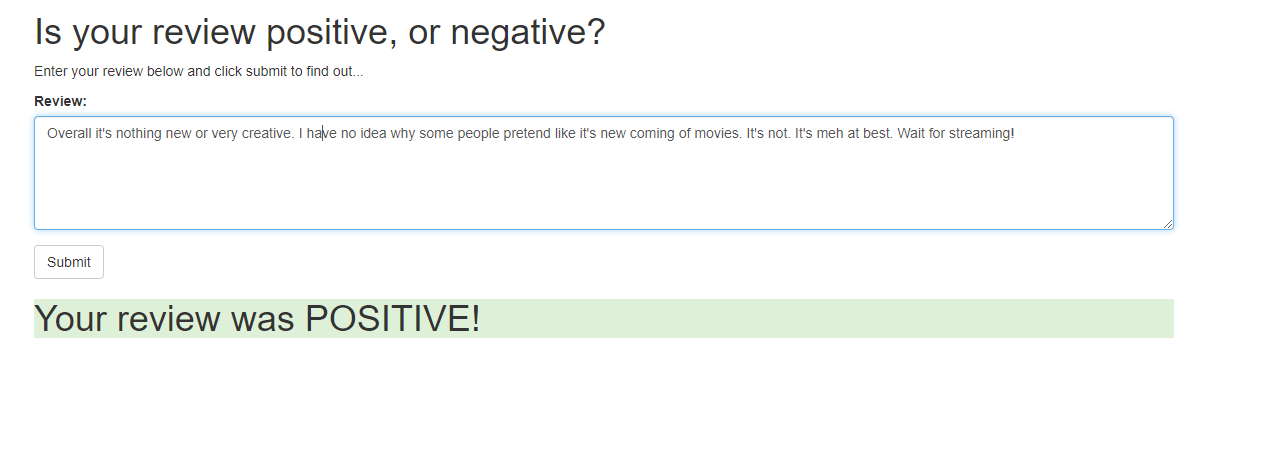 Is your review positive, or negative?
Enter your review below and click submit to find out...
Review:
Overall it's nothing new or very creative. I have no idea why some people pretend like it's new coming of movies. It's not. It's meh at best. Wait for streaming!
Submit
Your review was POSITIVE!